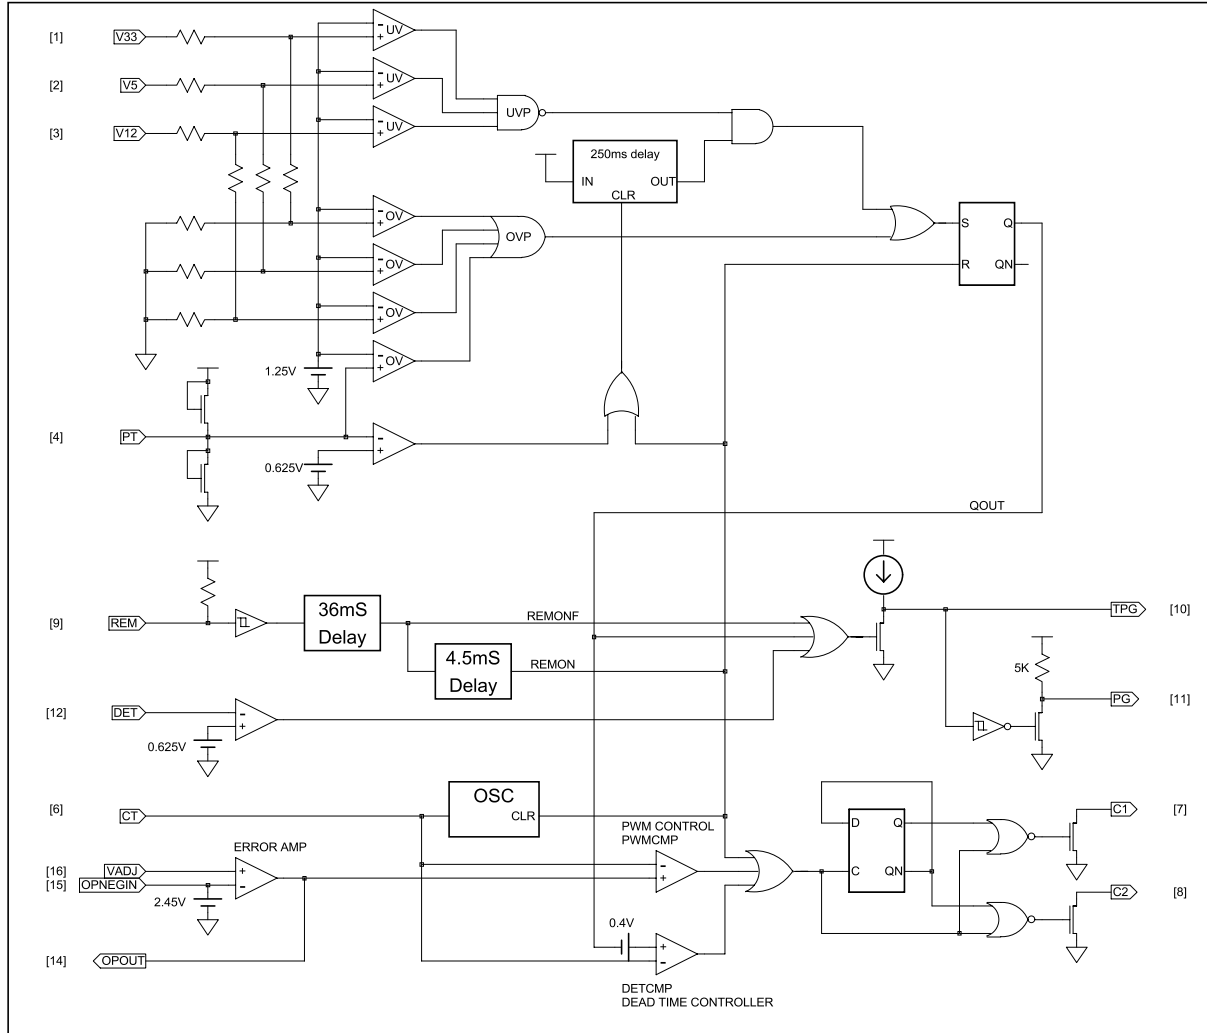 [1] V33 - UV +
[2] V5 - UV +
[3] V12 - UV +
UVP
250ms delay
IN OUT
CLR
- OV +
- OV +
- OV +
- OV +
OVP
S Q
R QN
1.25V
[4] PT - +
0.625V
QOUT
[9] REM
36mS
Delay
REMONF
4.5mS
Delay
REMON
TPG [10]
5K
PG [11]
[12] DET - +
0.625V
[6] CT
OSC
CLR
PWM CONTROL
PWMCMP
- +
ERROR AMP
[16] VADJ +
[15] OPNEGIN -
2.45V
[14] OPOUT
0.4V
+ -
DETCMP
DEAD TIME CONTROLLER
D Q
C QN
C1 [7]
C2 [8]